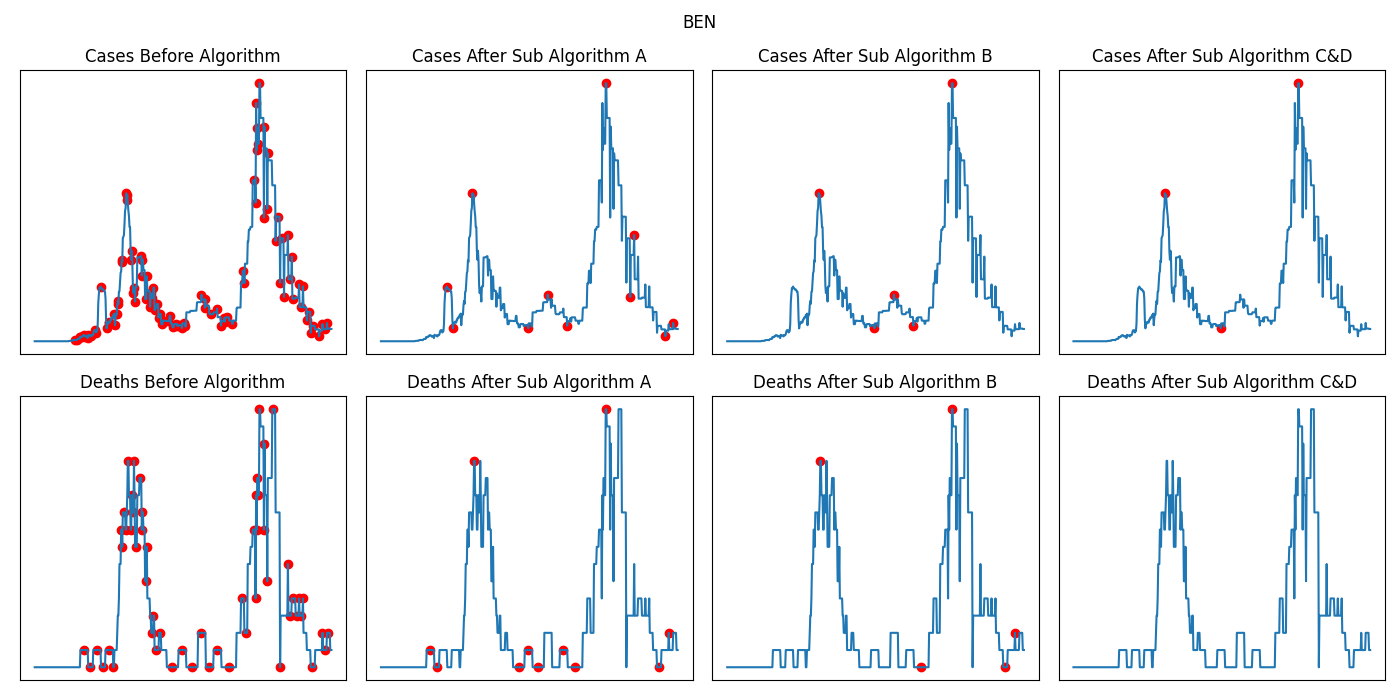 BEN
Cases Before Algorithm
Cases After Sub Algorithm A
Cases After Sub Algorithm B
Cases After Sub Algorithm C&D
Deaths Before Algorithm
Deaths After Sub Algorithm A
Deaths After Sub Algorithm B
Deaths After Sub Algorithm C&D